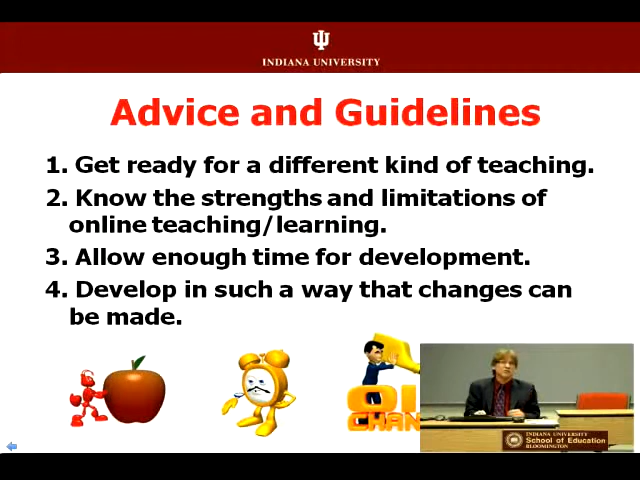 INDIANA UNIVERSITY
Advice and Guidelines
1. Get ready for a different kind of teaching.
2. Know the strengths and limitations of
online teaching/learning.
3. Allow enough time for development.
4. Develop in such a way that changes can
be made.
INDIANA UNIVERSITY
School of Education
BLOOMINGTON